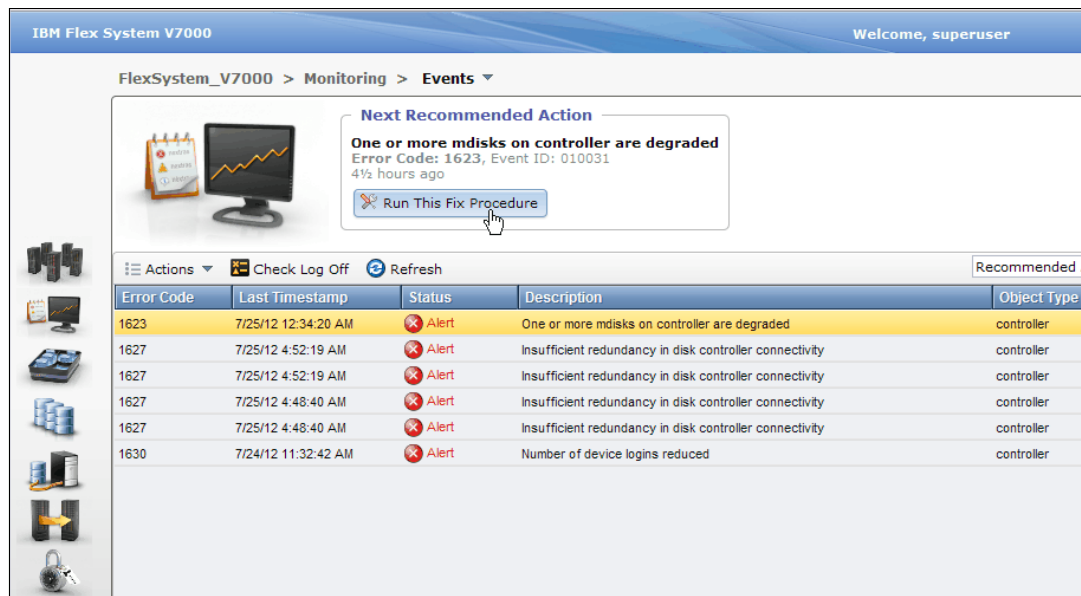 IBM Flex System V7000 Welcome, superuser
FlexSystem_V7000 > Monitoring > Events
Next Recommended Action
One or more mdisks on controller are degraded
Error Code: 1623, Event ID: 010031
4½ hours ago
Run This Fix Procedure
Actions Check Log Off Refresh Recommended
Error Code Last Timestamp Status Description Object Type
1623 7/25/12 12:34:20 AM Alert One or more mdisks on controller are degraded controller
1627 7/25/12 4:52:19 AM Alert Insufficient redundancy in disk controller connectivity controller
1627 7/25/12 4:52:19 AM Alert Insufficient redundancy in disk controller connectivity controller
1627 7/25/12 4:48:40 AM Alert Insufficient redundancy in disk controller connectivity controller
1627 7/25/12 4:48:40 AM Alert Insufficient redundancy in disk controller connectivity controller
1630 7/24/12 11:32:42 AM Alert Number of device logins reduced controller